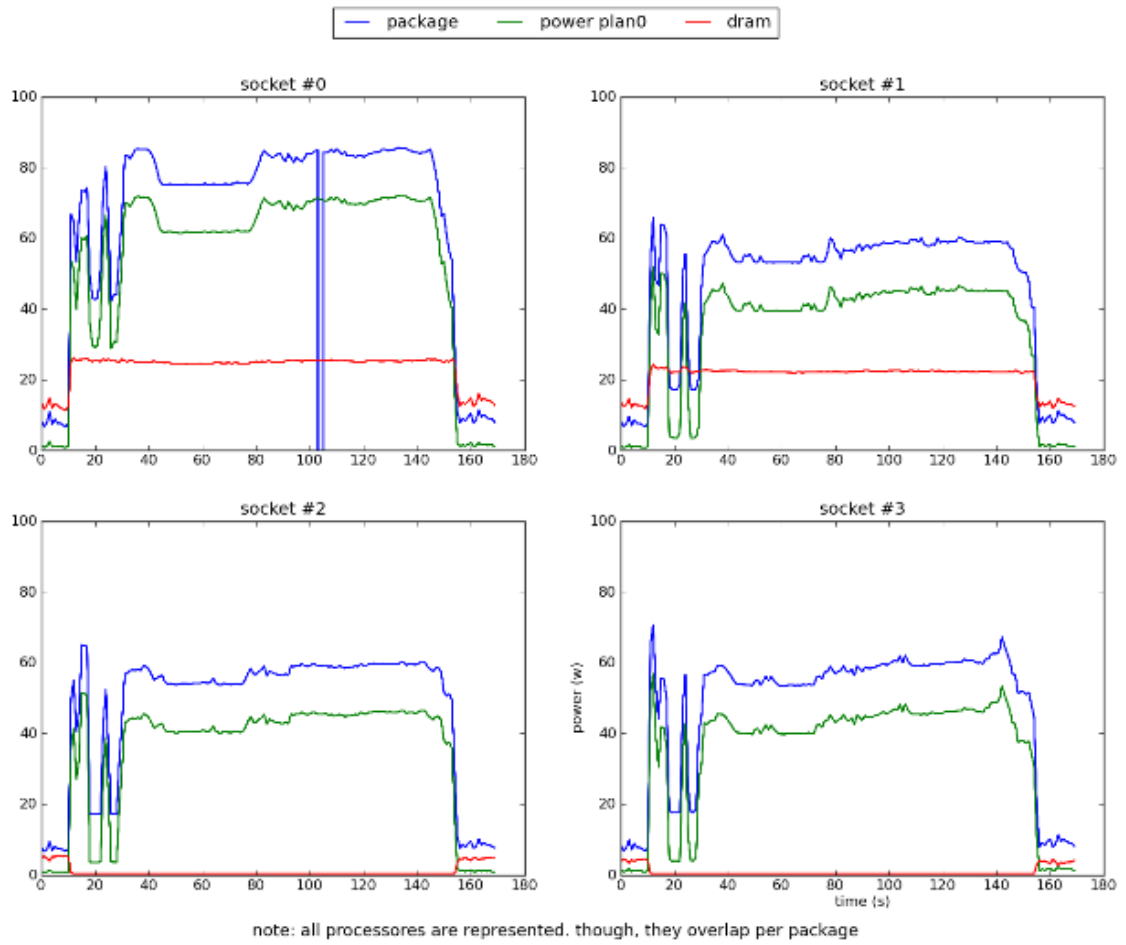 package power plan0 dram
socket #0
100
80
60
40
20
0
0 20 40 60 80 100 120 140 160 180
socket #1
100
80
60
40
20
0
0 20 40 60 80 100 120 140 160 180
socket #2
100
80
60
40
20
0
0 20 40 60 80 100 120 140 160 180
socket #3
100
80
60
40
20
0
power (w)
0 20 40 60 80 100 120 140 160 180
time (s)
note: all processores are represented. though, they overlap per package